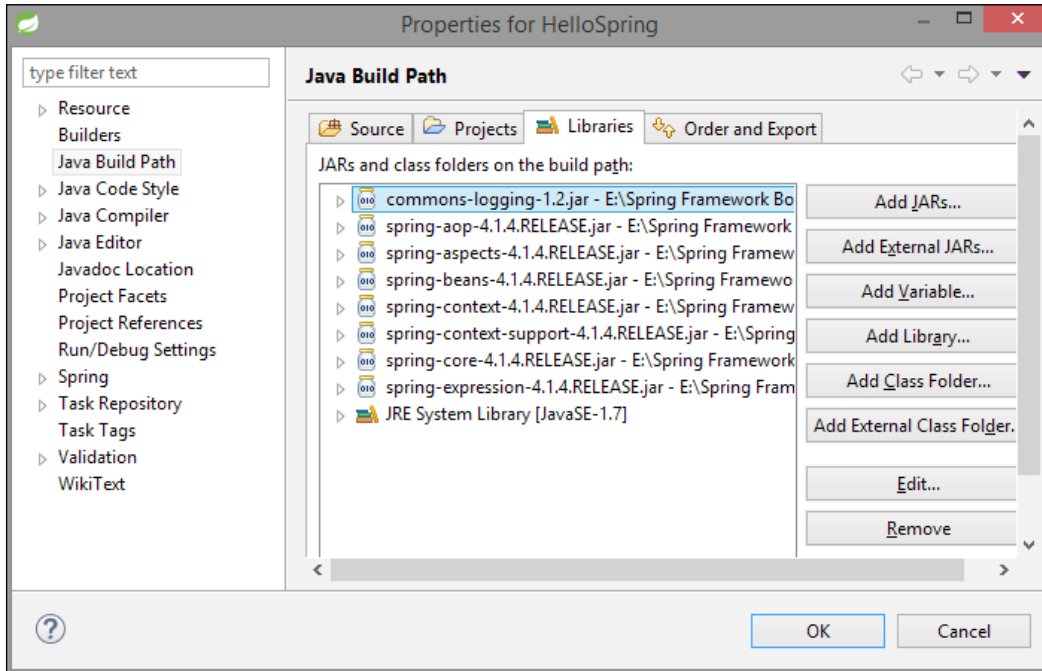 Properties for HelloSpring
type filter text
Resource
Builders
Java Build Path
Java Code Style
Java Compiler
Java Editor
Javadoc Location
Project Facets
Project References
Run/Debug Settings
Spring
Task Repository
Task Tags
Validation
WikiText
Java Build Path
Source
Projects
Libraries
Order and Export
JARs and class folders on the build path:
commons-logging-1.2.jar - E:\Spring Framework Bo
spring-aop-4.1.4.RELEASE.jar - E:\Spring Framework
spring-aspects-4.1.4.RELEASE.jar - E:\Spring Framew
spring-beans-4.1.4.RELEASE.jar - E:\Spring Framewo
spring-context-4.1.4.RELEASE.jar - E:\Spring Framew
spring-context-support-4.1.4.RELEASE.jar - E:\Spring
spring-core-4.1.4.RELEASE.jar - E:\Spring Framework
spring-expression-4.1.4.RELEASE.jar - E:\Spring Fram
JRE System Library [JavaSE-1.7]
Add JARs...
Add External JARs...
Add Variable...
Add Library...
Add Class Folder...
Add External Class Folder.
Edit...
Remove
OK
Cancel